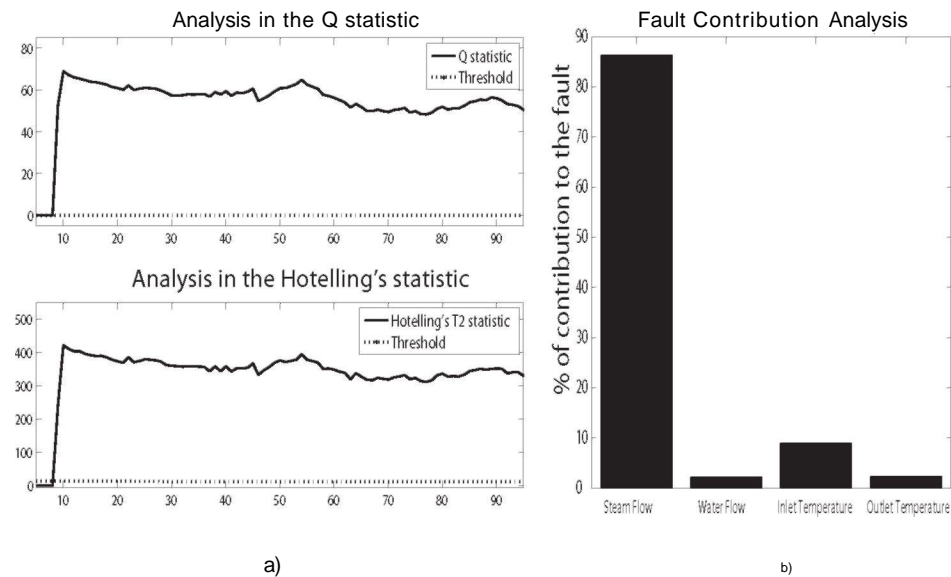 Analysis in the Q statistic
80
60
40
20
0
Q statistic
Threshold
10 20 30 40 50 60 70 80 90
Analysis in the Hotelling's statistic
500
400
300
200
100
0
Hotelling's T2 statistic
Threshold
10 20 30 40 50 60 70 80 90
a)
Fault Contribution Analysis
% of contribution to the fault
90
80
70
60
50
40
30
20
10
0
Steam Flow Water Flow Inlet Temperature Outlet Temperature
b)